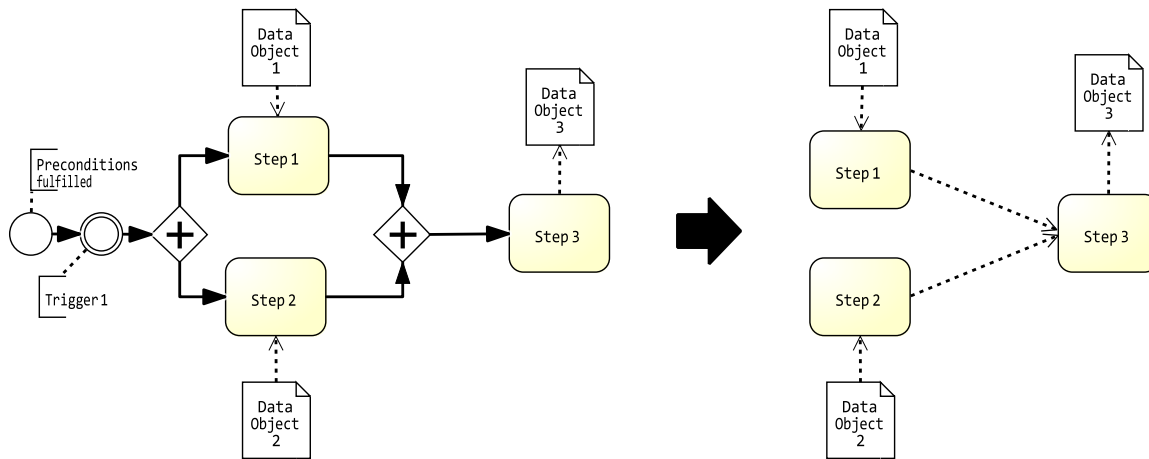 Data
Object
1
Data
Object
3
Step 1
Preconditions
fulfilled
Step 3
Trigger 1
Step 2
Data
Object
2
Data
Object
1
Data
Object
3
Step 1
Step 3
Step 2
Data
Object
2